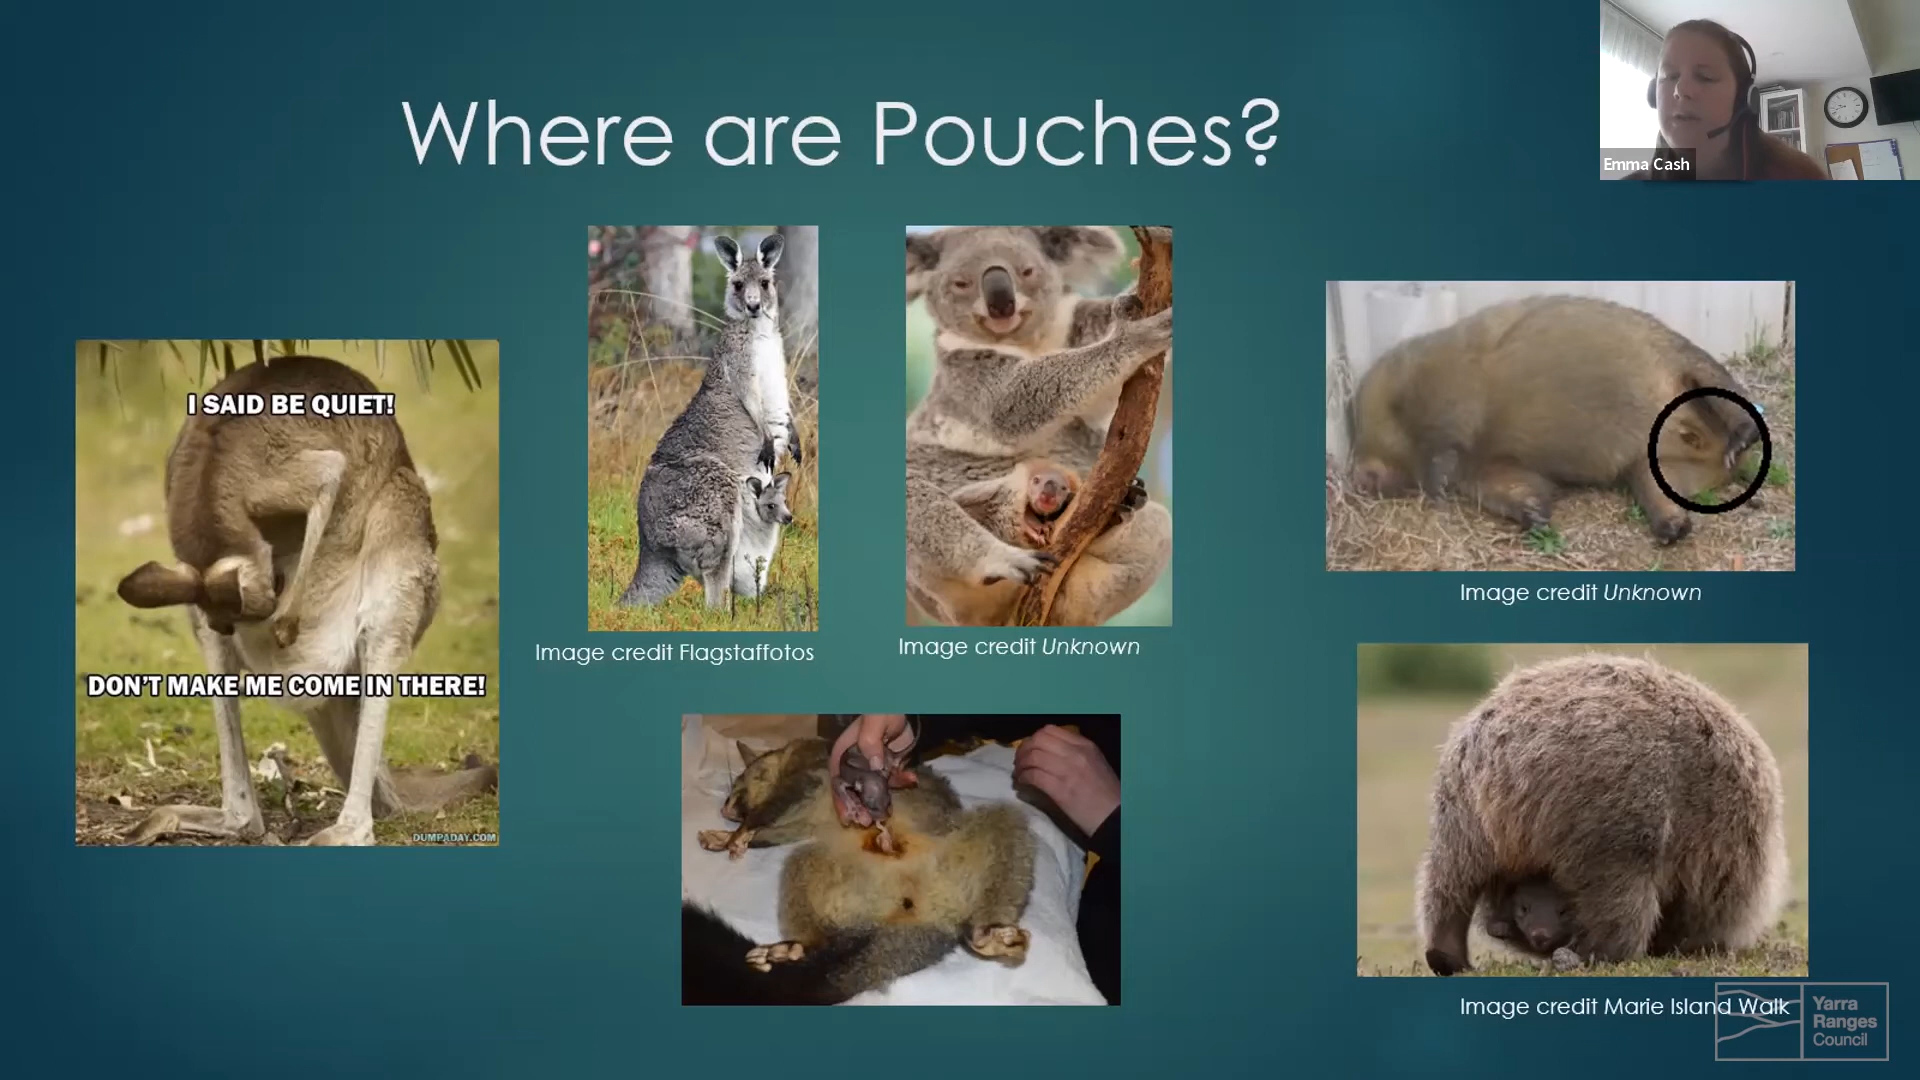 Where are Pouches?
Emma Cash
I SAID BE QUIET!
DON'T MAKE ME COME IN THERE!
DUMPADAY.COM
Image credit Flagstaffotos
Image credit Unknown
Image credit Unknown
Image credit Marie Island Walk
Yarra
Ranges
Council